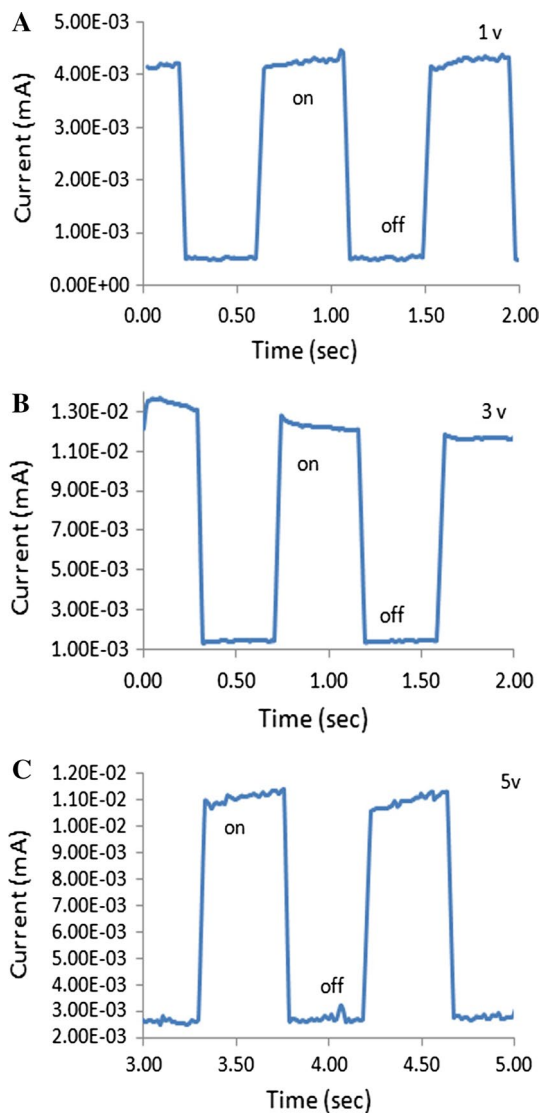 A
1 v
5.00E-03
4.00E-03
3.00E-03
2.00E-03
1.00E-03
0.00E+00
Current (mA)
on
off
0.00 0.50 1.00 1.50 2.00
Time (sec)
B
3 v
1.30E-02
1.10E-02
9.00E-03
7.00E-03
5.00E-03
3.00E-03
1.00E-03
Current (mA)
on
off
0.00 0.50 1.00 1.50 2.00
Time (sec)
C
5v
1.20E-02
1.10E-02
1.00E-02
9.00E-03
8.00E-03
7.00E-03
6.00E-03
5.00E-03
4.00E-03
3.00E-03
2.00E-03
Current (mA)
on
off
3.00 3.50 4.00 4.50 5.00
Time (sec)